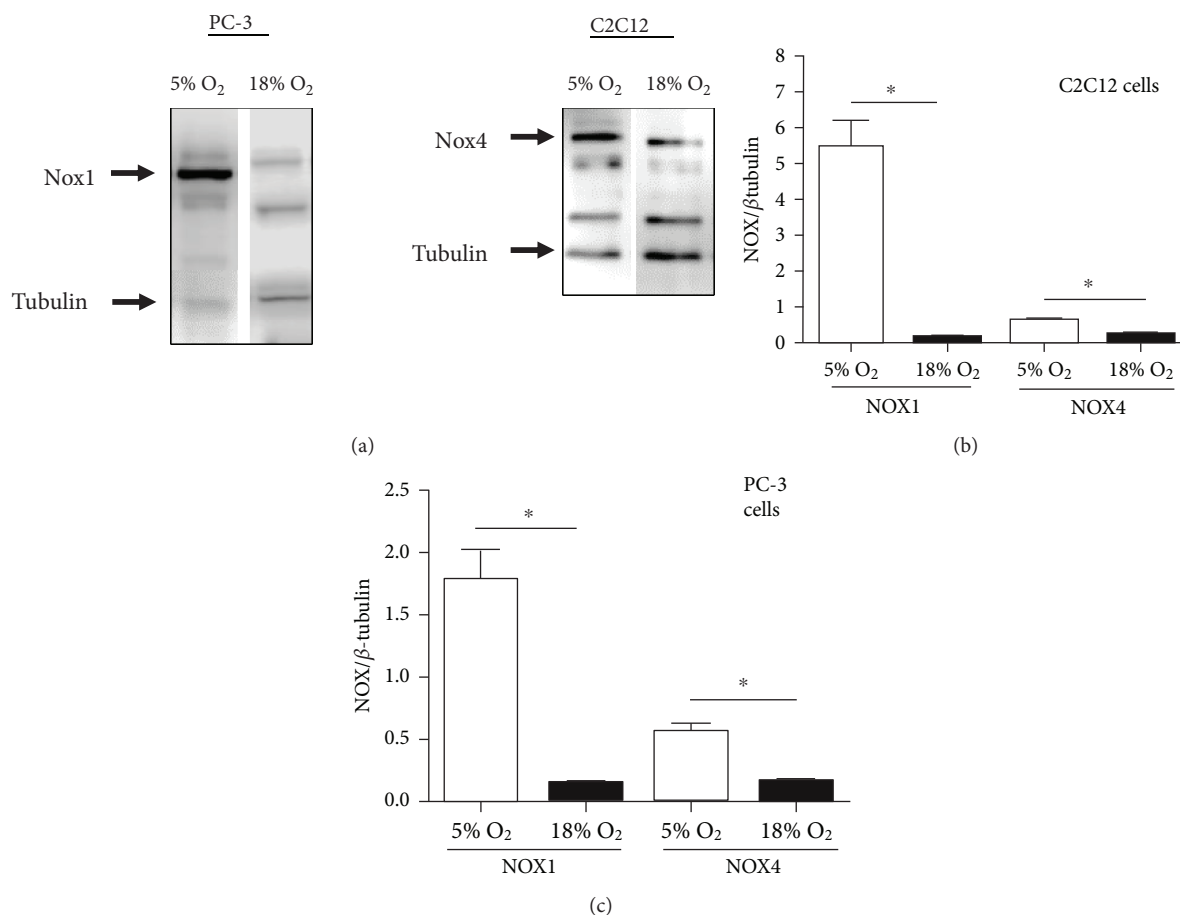 PC-3
5% O₂ 18% O₂
Nox1
Tubulin
C2C12
5% O₂ 18% O₂
Nox4
Tubulin
(a)
8
7
6
5
4
3
2
1
0
NOX/βtubulin
C2C12 cells
*
*
5% O₂ 18% O₂ 5% O₂ 18% O₂
NOX1 NOX4
(b)
2.5
2.0
1.5
1.0
0.5
0.0
NOX/β-tubulin
PC-3
cells
*
*
5% O₂ 18% O₂ 5% O₂ 18% O₂
NOX1 NOX4
(c)